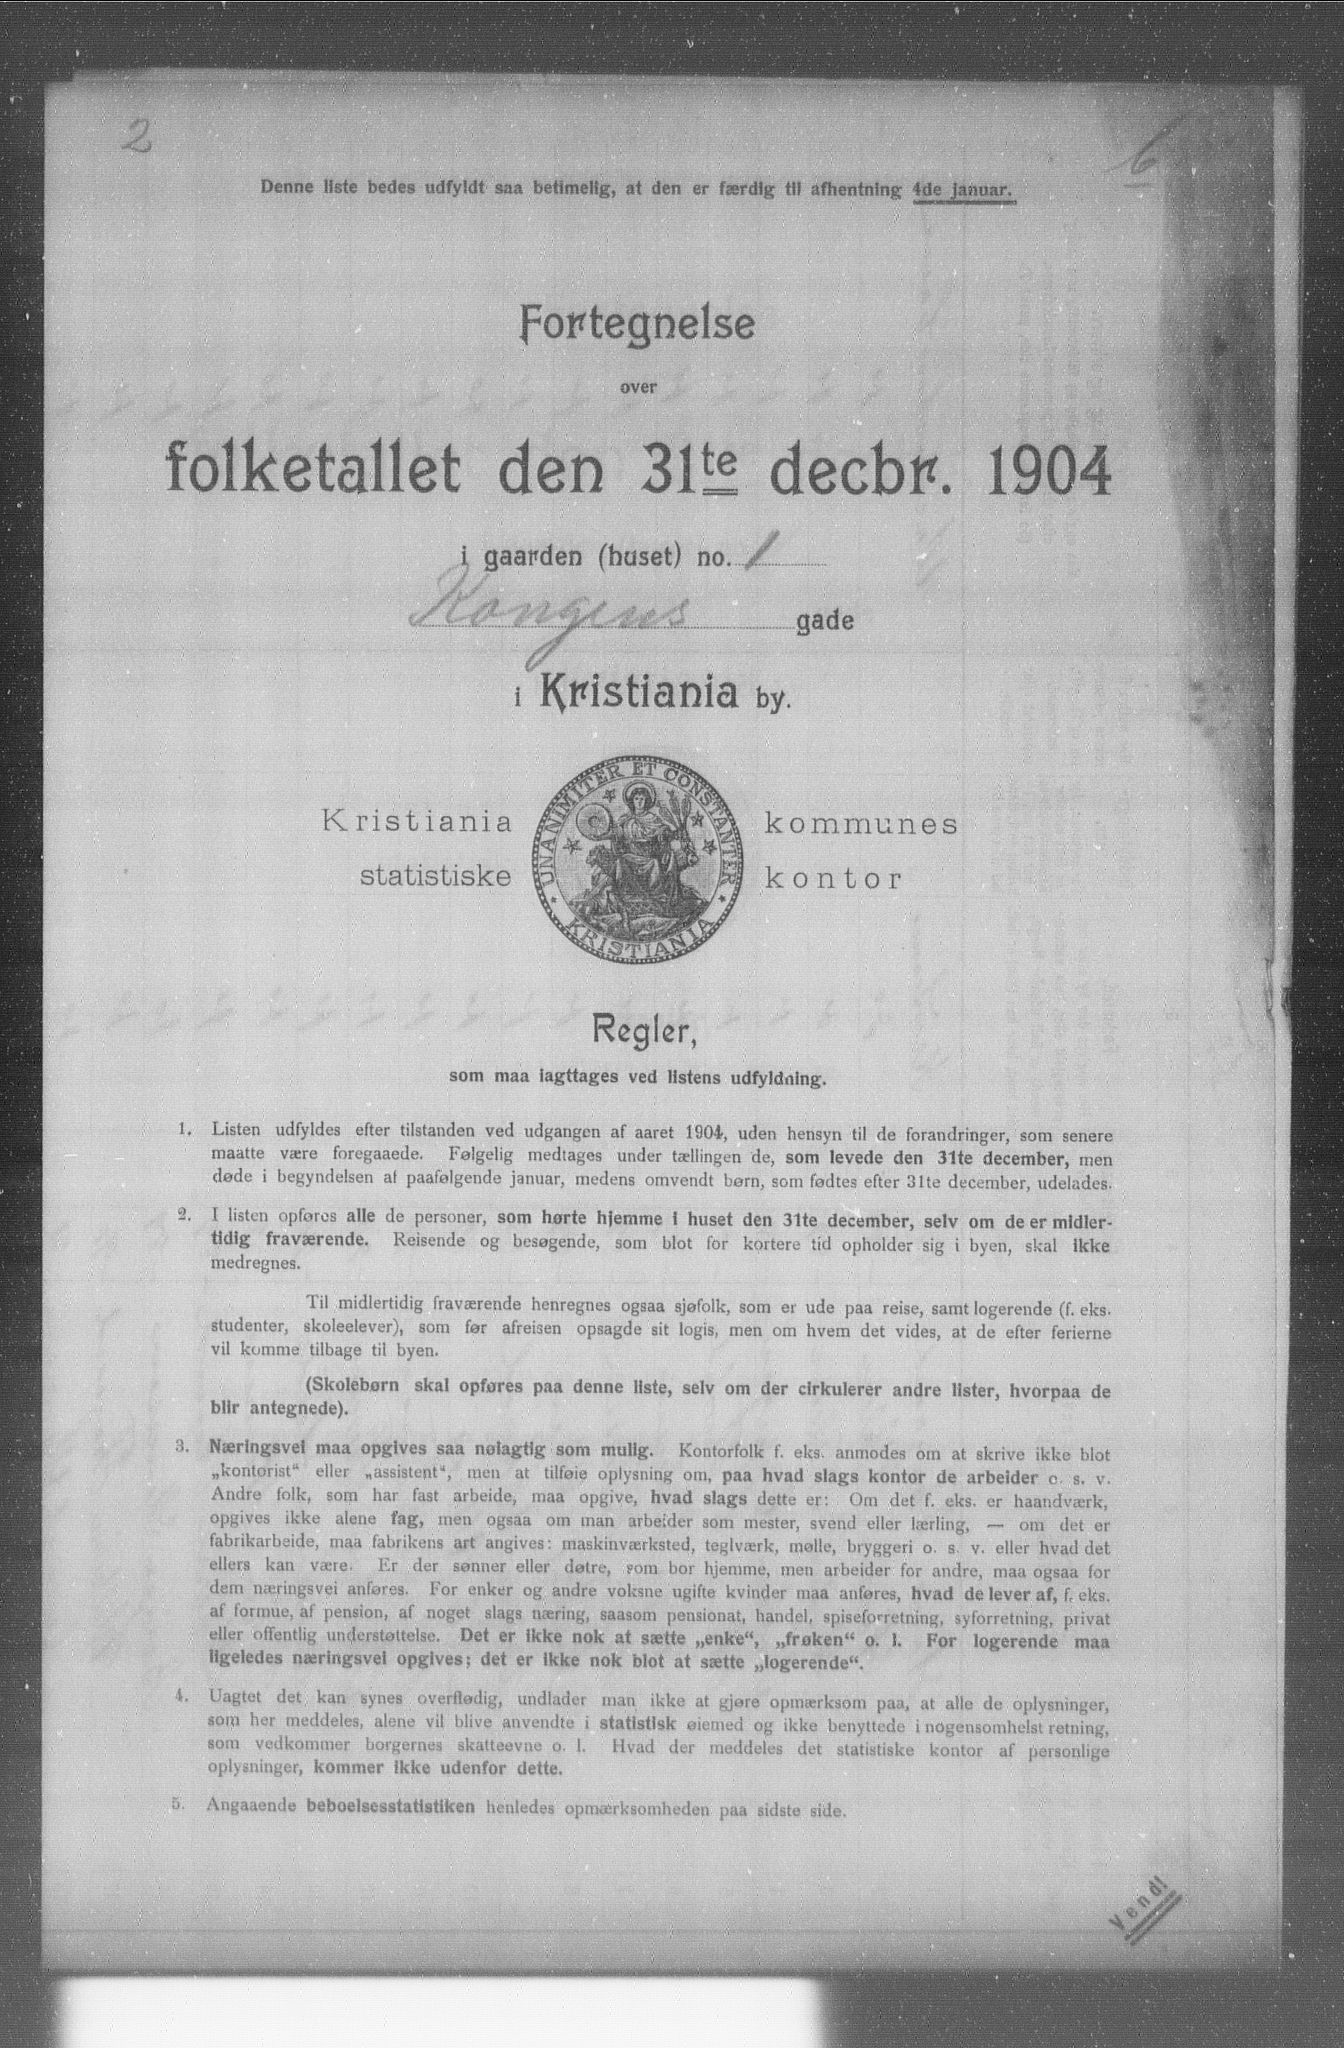 2
6
Denne liste bedes udfyldt saa betimelig, at den er færdig til afhentning 4de januar.
Fortegnelse
over
folketallet den 31te decbr. 1904
i gaarden (huset) no. 1
Kongens gade
i Kristiania by.
UNANIMITER ET CONSTANTER
KRISTIANIA
Kristiania kommunes
statistiske kontor
Regler,
som maa iagttages ved listens udfyldning.
1. Listen udfyldes efter tilstanden ved udgangen af aaret 1904, uden hensyn til de forandringer, som senere
maatte være foregaaede. Følgelig medtages under tællingen de, som levede den 31te december, men
døde i begyndelsen af paafølgende januar, medens omvendt børn, som fødtes efter 31te december, udelades.
2. I listen opføres alle de personer, som hørte hjemme i huset den 31te december, selv om de er midler-
tidig fraværende. Reisende og besøgende, som blot for kortere tid opholder sig i byen, skal ikke
medregnes.
Til midlertidig fraværende henregnes ogsaa sjøfolk, som er ude paa reise, samt logerende (f. eks.
studenter, skoleelever), som før afreisen opsagde sit logis, men om hvem det vides, at de efter ferierne
vil komme tilbage til byen.
(Skolebørn skal opføres paa denne liste, selv om der cirkulerer andre lister, hvorpaa de
blir antegnede).
3. Næringsvei maa opgives saa nøiagtig som mulig. Kontorfolk f. eks. anmodes om at skrive ikke blot
„kontorist“ eller „assistent“, men at tilføie oplysning om, paa hvad slags kontor de arbeider o. s. v.
Andre folk, som har fast arbeide, maa opgive, hvad slags dette er: Om det f. eks. er haandværk,
opgives ikke alene fag, men ogsaa om man arbeider som mester, svend eller lærling, — om det er
fabrikarbeide, maa fabrikens art angives: maskinværksted, teglværk, mølle, bryggeri o. s. v. eller hvad det
ellers kan være. Er der sønner eller døtre, som bor hjemme, men arbeider for andre, maa ogsaa for
dem næringsvei anføres. For enker og andre voksne ugifte kvinder maa anføres, hvad de lever af, f. eks.
af formue, af pension, af noget slags næring, saasom pensionat, handel, spiseforretning, syforretning, privat
eller offentlig understøttelse. Det er ikke nok at sætte „enke“, „frøken“ o. l. For logerende maa
ligeledes næringsvei opgives; det er ikke nok blot at sætte „logerende“.
4. Uagtet det kan synes overflødig, undlader man ikke at gjøre opmærksom paa, at alle de oplysninger,
som her meddeles, alene vil blive anvendte i statistisk øiemed og ikke benyttede i nogensomhelst retning,
som vedkommer borgernes skatteevne o. l. Hvad der meddeles det statistiske kontor af personlige
oplysninger, kommer ikke udenfor dette.
5. Angaaende beboelsesstatistiken henledes opmærksomheden paa sidste side.
Vend!